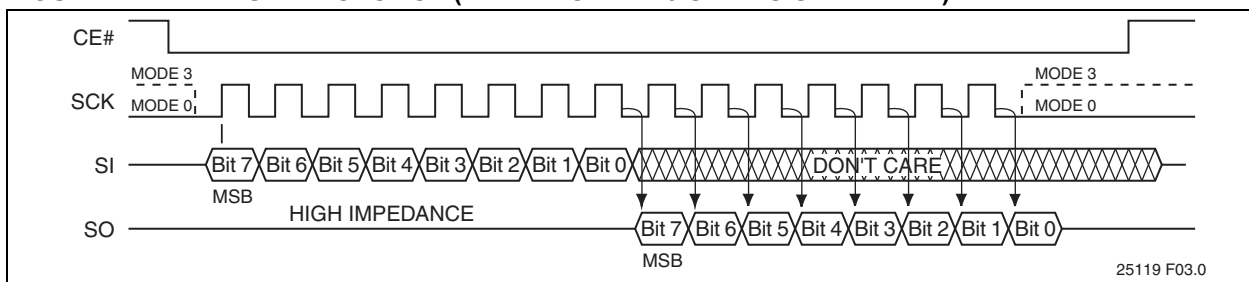 CE#
MODE 3 MODE 3
SCK MODE 0 MODE 0
SI Bit 7 Bit 6 Bit 5 Bit 4 Bit 3 Bit 2 Bit 1 Bit 0 DON'T CARE
MSB
HIGH IMPEDANCE
SO Bit 7 Bit 6 Bit 5 Bit 4 Bit 3 Bit 2 Bit 1 Bit 0
MSB
25119 F03.0